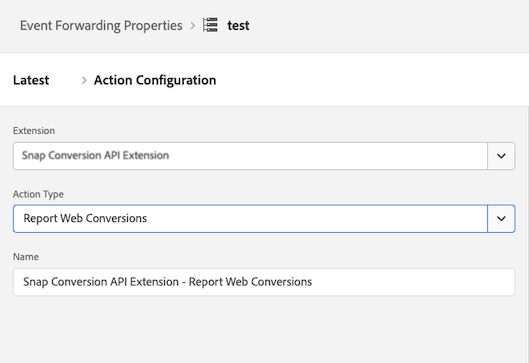 Event Forwarding Properties > test
Latest > Action Configuration
Extension
Snap Conversion API Extension
Action Type
Report Web Conversions
Name
Snap Conversion API Extension - Report Web Conversions